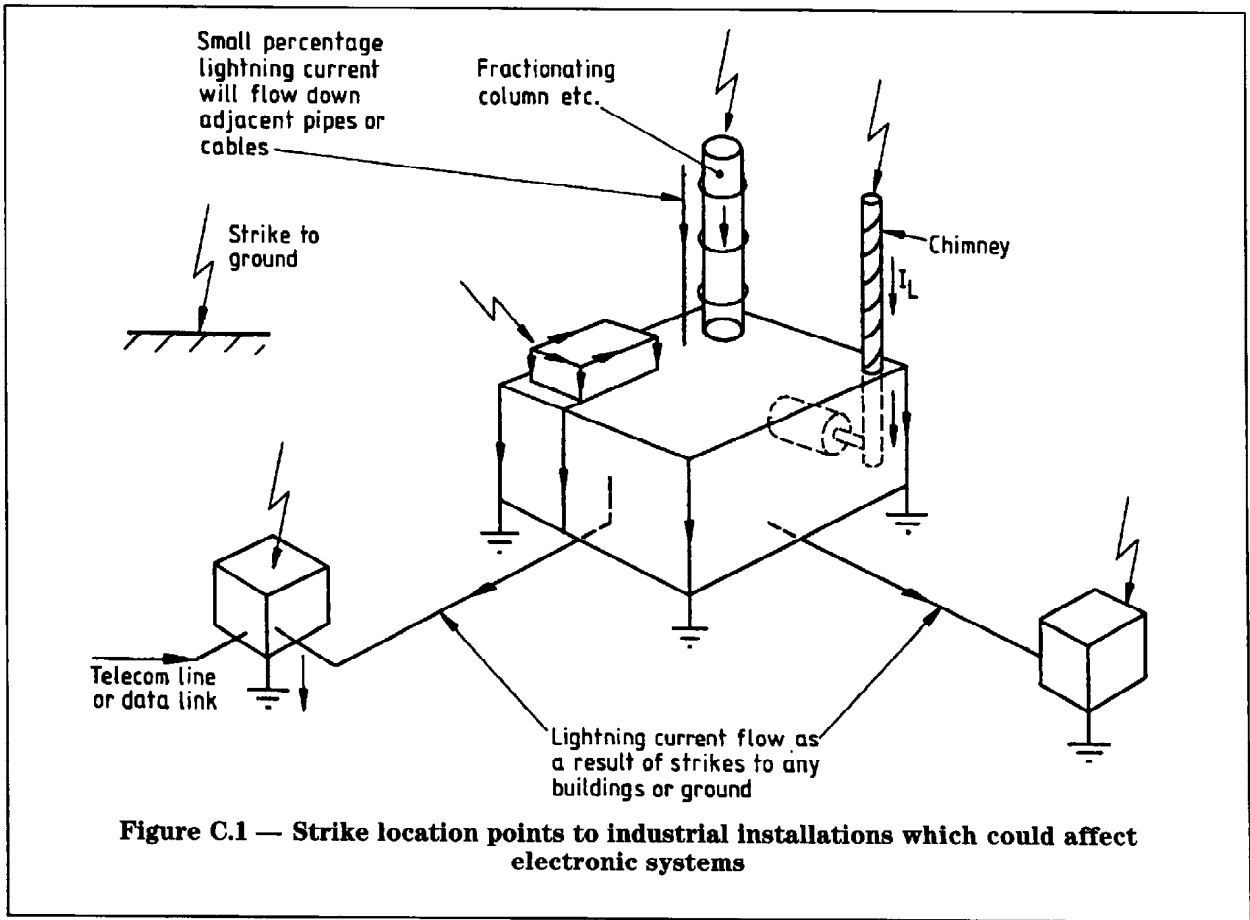 Small percentage
lightning current
will flow down
adjacent pipes or
cables
Fractionating
column etc.
Strike to
ground
Chimney
I_L
Telecom line
or data link
Lightning current flow as
a result of strikes to any
buildings or ground
Figure C.1 — Strike location points to industrial installations which could affect
electronic systems